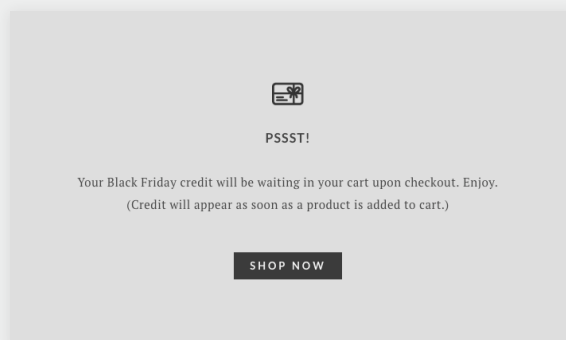 PSSST!
Your Black Friday credit will be waiting in your cart upon checkout. Enjoy.
(Credit will appear as soon as a product is added to cart.)
SHOP NOW